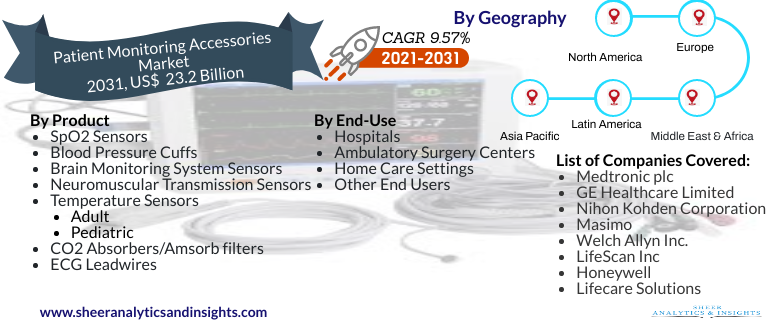 Patient Monitoring Accessories
Market
2031, US$ 23.2 Billion
CAGR 9.57%
2021-2031
By Geography
North America
Europe
Asia Pacific
Latin America
Middle East & Africa
By Product
SpO2 Sensors
Blood Pressure Cuffs
Brain Monitoring System Sensors
Neuromuscular Transmission Sensors
Temperature Sensors
Adult
Pediatric
CO2 Absorbers/Amsorb filters
ECG Leadwires
By End-Use
Hospitals
Ambulatory Surgery Centers
Home Care Settings
Other End Users
List of Companies Covered:
Medtronic plc
GE Healthcare Limited
Nihon Kohden Corporation
Masimo
Welch Allyn Inc.
LifeScan Inc
Honeywell
Lifecare Solutions
www.sheeranalyticsandinsights.com
SHEER
ANALYTICS & INSIGHTS